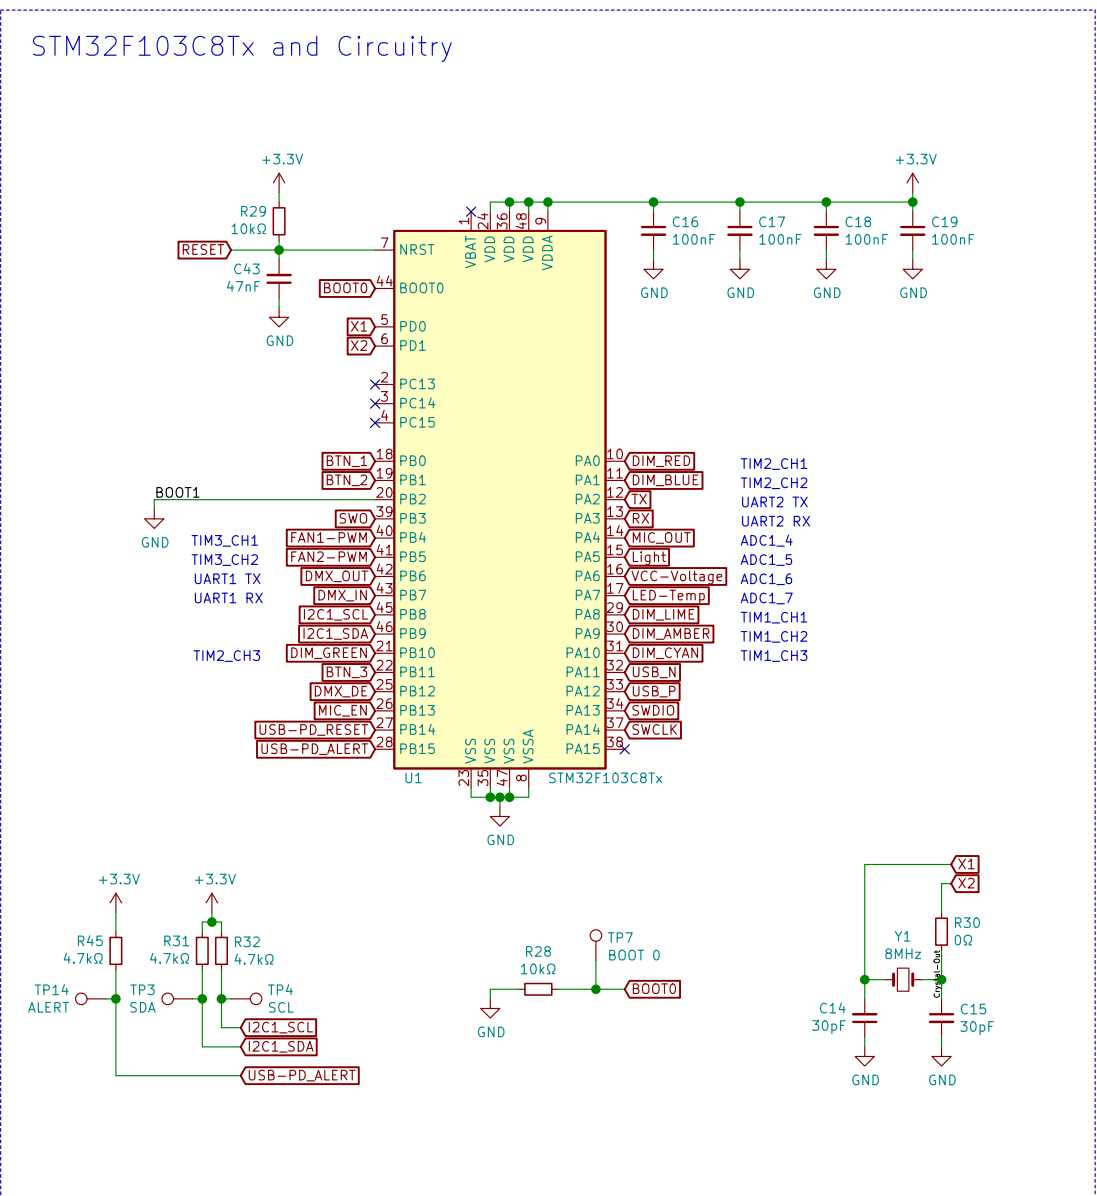 STM32F103C8Tx and Circuitry
+3.3V
+3.3V
R29
10kΩ
C16
100nF
C17
100nF
C18
100nF
C19
100nF
1
24
36
48
9
VBAT
VDD
VDD
VDD
VDDA
RESET
7
NRST
C43
47nF
GND
GND
GND
GND
GND
BOOT0
44
BOOT0
X1
5
PD0
X2
6
PD1
2
PC13
3
PC14
4
PC15
BTN_1
18
PB0
PA0
10
DIM_RED
TIM2_CH1
BTN_2
19
PB1
PA1
11
DIM_BLUE
TIM2_CH2
BOOT1
20
PB2
PA2
12
TX
UART2 TX
GND
SWO
39
PB3
PA3
13
RX
UART2 RX
TIM3_CH1
FAN1-PWM
40
PB4
PA4
14
MIC_OUT
ADC1_4
TIM3_CH2
FAN2-PWM
41
PB5
PA5
15
Light
ADC1_5
UART1 TX
DMX_OUT
42
PB6
PA6
16
VCC-Voltage
ADC1_6
UART1 RX
DMX_IN
43
PB7
PA7
17
LED-Temp
ADC1_7
I2C1_SCL
45
PB8
PA8
29
DIM_LIME
TIM1_CH1
I2C1_SDA
46
PB9
PA9
30
DIM_AMBER
TIM1_CH2
TIM2_CH3
DIM_GREEN
21
PB10
PA10
31
DIM_CYAN
TIM1_CH3
BTN_3
22
PB11
PA11
32
USB_N
DMX_DE
25
PB12
PA12
33
USB_P
MIC_EN
26
PB13
PA13
34
SWDIO
USB-PD_RESET
27
PB14
PA14
37
SWCLK
USB-PD_ALERT
28
PB15
PA15
38
VSS
VSS
VSS
VSSA
23
35
47
8
U1
STM32F103C8Tx
GND
+3.3V
+3.3V
R45
4.7kΩ
R31
4.7kΩ
R32
4.7kΩ
TP14
ALERT
TP3
SDA
TP4
SCL
I2C1_SCL
I2C1_SDA
USB-PD_ALERT
TP7
BOOT 0
R28
10kΩ
BOOT0
GND
X1
X2
R30
0Ω
Y1
8MHz
Crystal-Out
C14
30pF
C15
30pF
GND
GND